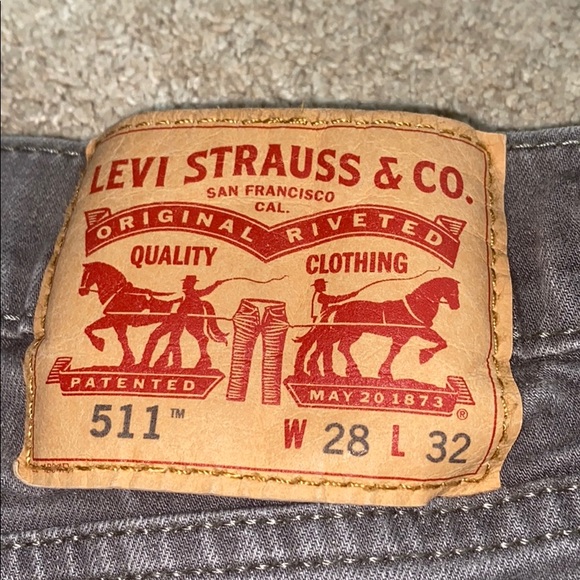 LEVI STRAUSS & CO.
SAN FRANCISCO
CAL.
ORIGINAL RIVETED
QUALITY CLOTHING
PATENTED MAY 20 1873 ®
511™ W 28 L 32